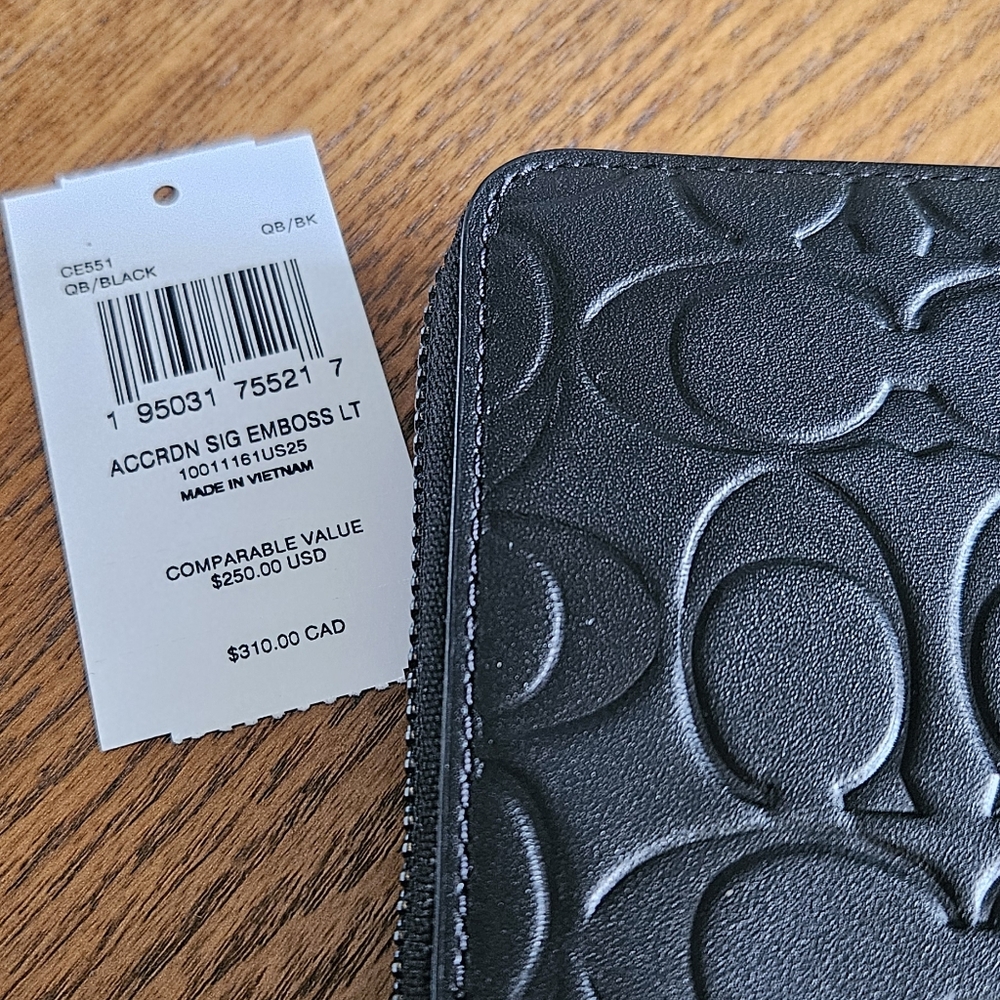 QB/BK
CE551
QB/BLACK
1 95031 75521 7
ACCRDN SIG EMBOSS LT
10011161US25
MADE IN VIETNAM
COMPARABLE VALUE
$250.00 USD
$310.00 CAD